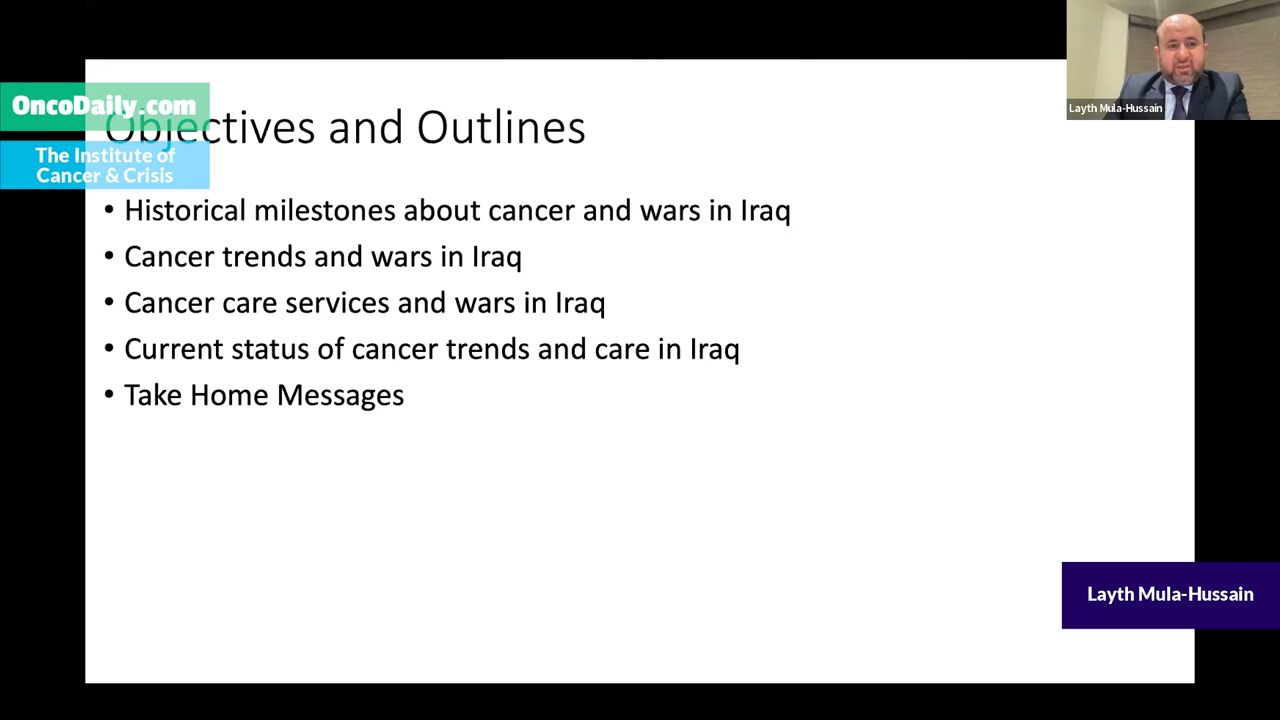 OncoDaily.com
The Institute of
Cancer & Crisis
Objectives and Outlines
• Historical milestones about cancer and wars in Iraq
• Cancer trends and wars in Iraq
• Cancer care services and wars in Iraq
• Current status of cancer trends and care in Iraq
• Take Home Messages
Layth Mula-Hussain
Layth Mula-Hussain